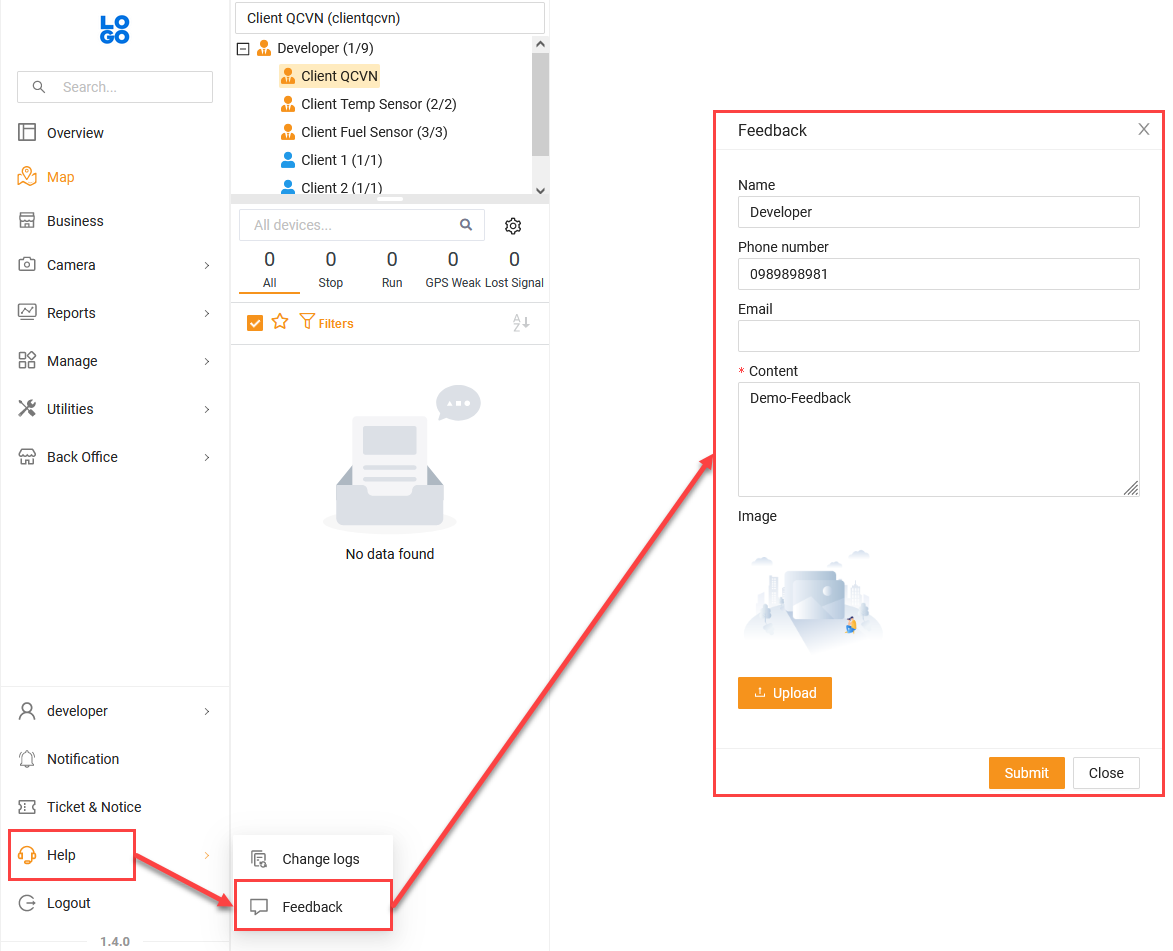 LO
GO
Search...
Overview
Map
Business
Camera
Reports
Manage
Utilities
Back Office
developer
Notification
Ticket & Notice
Help
Logout
1.4.0
Client QCVN (clientqcvn)
Developer (1/9)
Client QCVN
Client Temp Sensor (2/2)
Client Fuel Sensor (3/3)
Client 1 (1/1)
Client 2 (1/1)
All devices...
0 0 0 0 0
All Stop Run GPS Weak Lost Signal
Filters
A
Z
No data found
Change logs
Feedback
Feedback
Name
Developer
Phone number
0989898981
Email
* Content
Demo-Feedback
Image
Upload
Submit Close